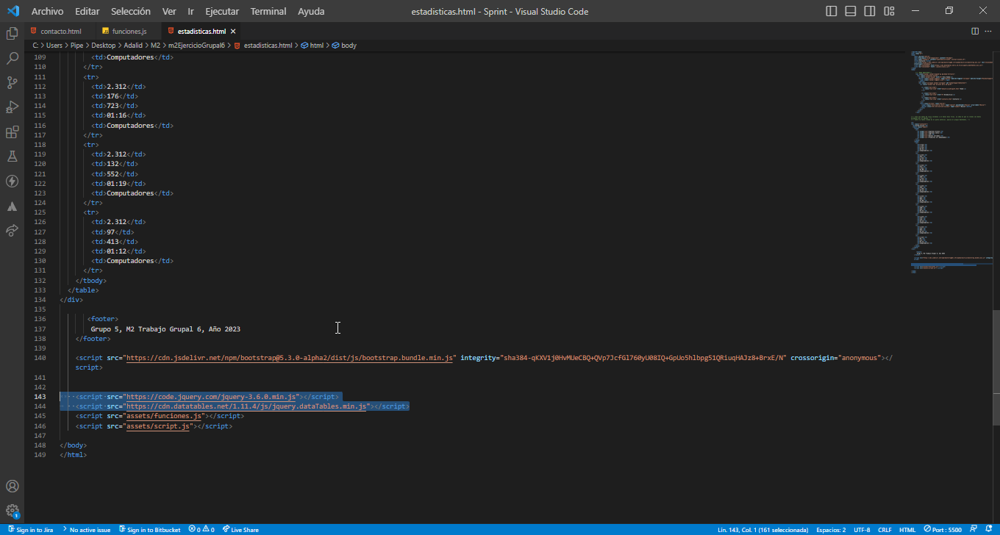 Archivo Editar Selección Ver Ir Ejecutar Terminal Ayuda estadisticas.html - Sprint - Visual Studio Code
contacto.html funciones.js estadisticas.html
C: > Users > Pipe > Desktop > Adalid > M2 > m2EjercicioGrupal6 > estadisticas.html > html > body
109 <td>Computadores</td>
110 </tr>
111 <tr>
112 <td>2.312</td>
113 <td>176</td>
114 <td>723</td>
115 <td>01:16</td>
116 <td>Computadores</td>
117 </tr>
118 <tr>
119 <td>2.312</td>
120 <td>132</td>
121 <td>552</td>
122 <td>01:19</td>
123 <td>Computadores</td>
124 </tr>
125 <tr>
126 <td>2.312</td>
127 <td>97</td>
128 <td>413</td>
129 <td>01:12</td>
130 <td>Computadores</td>
131 </tr>
132 </tbody>
133 </table>
134 </div>
135
136 <footer>
137 Grupo 5, M2 Trabajo Grupal 6, Año 2023
138 </footer>
139
140 <script src="https://cdn.jsdelivr.net/npm/bootstrap@5.3.0-alpha2/dist/js/bootstrap.bundle.min.js" integrity="sha384-qKXV1j0HvMUeCBQ+QVp7JcfGl760yU08IQ+GpUo5hlbpg51QRiuqHAJz8+BrxE/N" crossorigin="anonymous"></
script>
141
142
143 <script src="https://code.jquery.com/jquery-3.6.0.min.js"></script>
144 <script src="https://cdn.datatables.net/1.11.4/js/jquery.dataTables.min.js"></script>
145 <script src="assets/funciones.js"></script>
146 <script src="assets/script.js"></script>
147
148 </body>
149 </html>
1
Sign in to Jira No active issue Sign in to Bitbucket 0 0 Live Share Lín. 143, Col. 1 (161 seleccionada) Espacios: 2 UTF-8 CRLF HTML Port : 5500